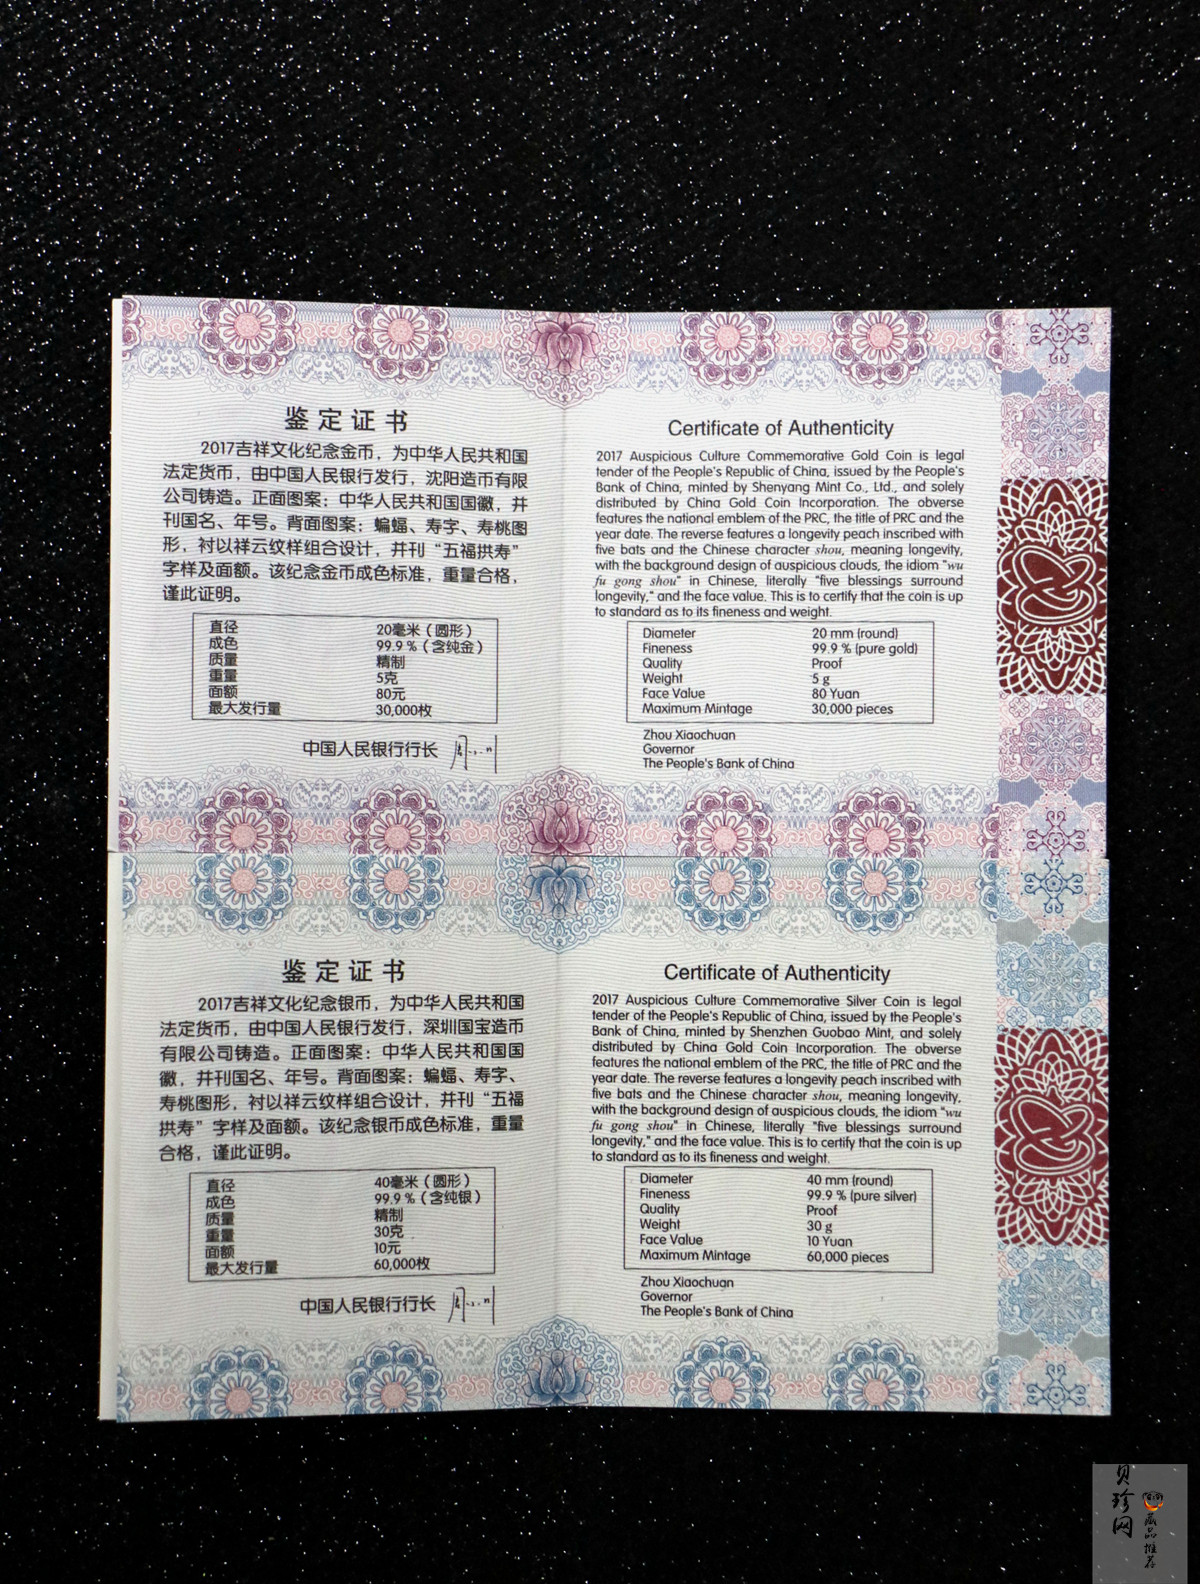 鉴定证书
2017吉祥文化纪念金币，为中华人民共和国
法定货币，由中国人民银行发行，沈阳造币有限
公司铸造。正面图案：中华人民共和国国徽，并
刊国名、年号。背面图案：蝙蝠、寿字、寿桃图
形，衬以祥云纹样组合设计，并刊“五福拱寿”
字样及面额。该纪念金币成色标准，重量合格，
谨此证明。
直径 20毫米（圆形）
成色 99.9 %（含纯金）
质量 精制
重量 5克
面额 80元
最大发行量 30,000枚
中国人民银行行长
Certificate of Authenticity
2017 Auspicious Culture Commemorative Gold Coin is legal
tender of the People's Republic of China, issued by the People's
Bank of China, minted by Shenyang Mint Co., Ltd., and solely
distributed by China Gold Coin Incorporation. The obverse
features the national emblem of the PRC, the title of PRC and the
year date. The reverse features a longevity peach inscribed with
five bats and the Chinese character shou, meaning longevity,
with the background design of auspicious clouds, the idiom "wu
fu gong shou" in Chinese, literally "five blessings surround
longevity," and the face value. This is to certify that the coin is up
to standard as to its fineness and weight.
Diameter 20 mm (round)
Fineness 99.9 % (pure gold)
Quality Proof
Weight 5 g
Face Value 80 Yuan
Maximum Mintage 30,000 pieces
Zhou Xiaochuan
Governor
The People's Bank of China
鉴定证书
2017吉祥文化纪念银币，为中华人民共和国
法定货币，由中国人民银行发行，深圳国宝造币
有限公司铸造。正面图案：中华人民共和国国
徽，并刊国名、年号。背面图案：蝙蝠、寿字、
寿桃图形，衬以祥云纹样组合设计，并刊“五福
拱寿”字样及面额。该纪念银币成色标准，重量
合格，谨此证明。
直径 40毫米（圆形）
成色 99.9 %（含纯银）
质量 精制
重量 30克
面额 10元
最大发行量 60,000枚
中国人民银行行长
Certificate of Authenticity
2017 Auspicious Culture Commemorative Silver Coin is legal
tender of the People's Republic of China, issued by the People's
Bank of China, minted by Shenzhen Guobao Mint, and solely
distributed by China Gold Coin Incorporation. The obverse
features the national emblem of the PRC, the title of PRC and the
year date. The reverse features a longevity peach inscribed with
five bats and the Chinese character shou, meaning longevity,
with the background design of auspicious clouds, the idiom "wu
fu gong shou" in Chinese, literally "five blessings surround
longevity," and the face value. This is to certify that the coin is up
to standard as to its fineness and weight.
Diameter 40 mm (round)
Fineness 99.9 % (pure silver)
Quality Proof
Weight 30 g
Face Value 10 Yuan
Maximum Mintage 60,000 pieces
Zhou Xiaochuan
Governor
The People's Bank of China
贝珍网
藏品推荐